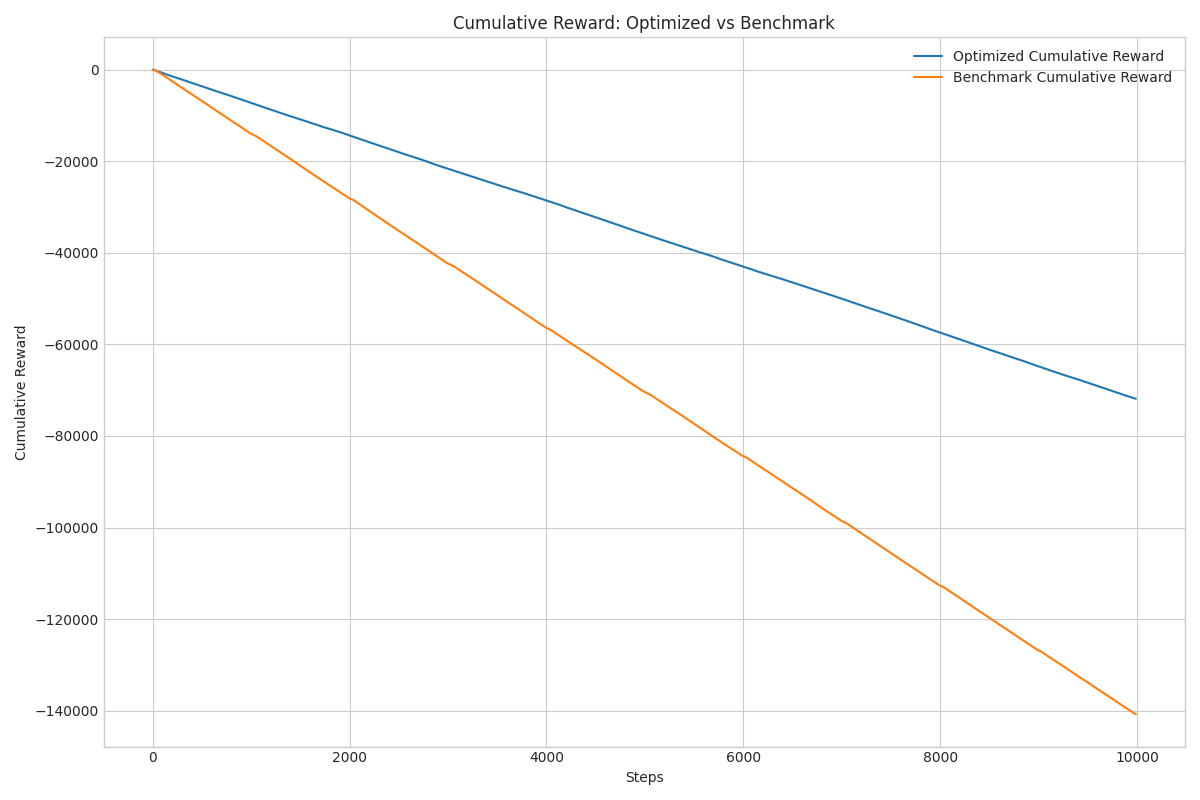 Cumulative Reward: Optimized vs Benchmark
Optimized Cumulative Reward
Benchmark Cumulative Reward
Cumulative Reward
0
−20000
−40000
−60000
−80000
−100000
−120000
−140000
0
2000
4000
6000
8000
10000
Steps